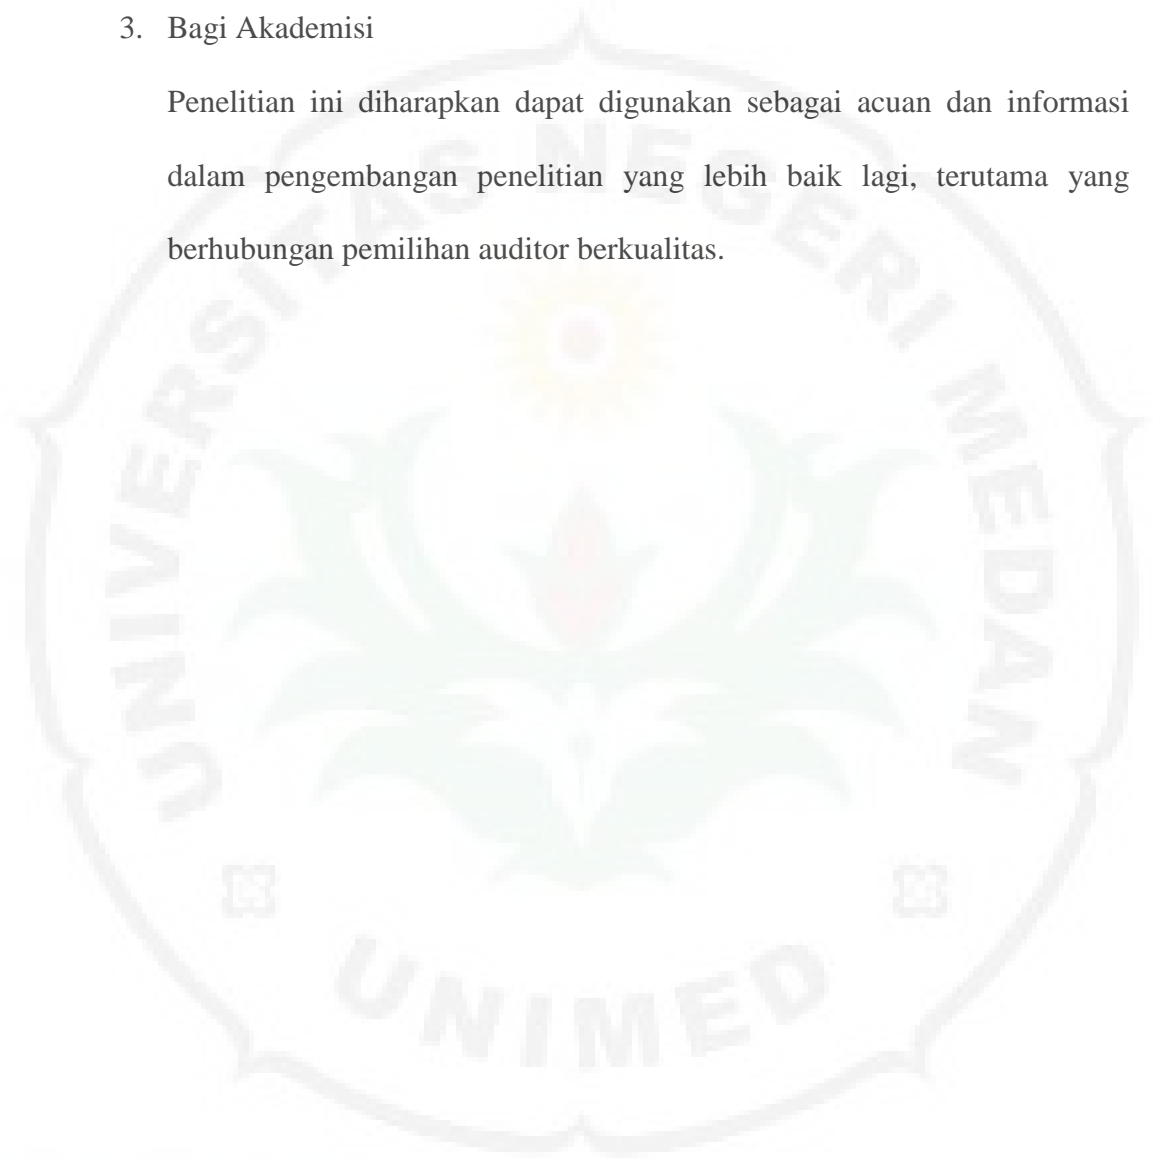 3. Bagi Akademisi
Penelitian ini diharapkan dapat digunakan sebagai acuan dan informasi
dalam pengembangan penelitian yang lebih baik lagi, terutama yang
berhubungan pemilihan auditor berkualitas.
UNIVERSITAS NEGERI MEDAN
UNIMED